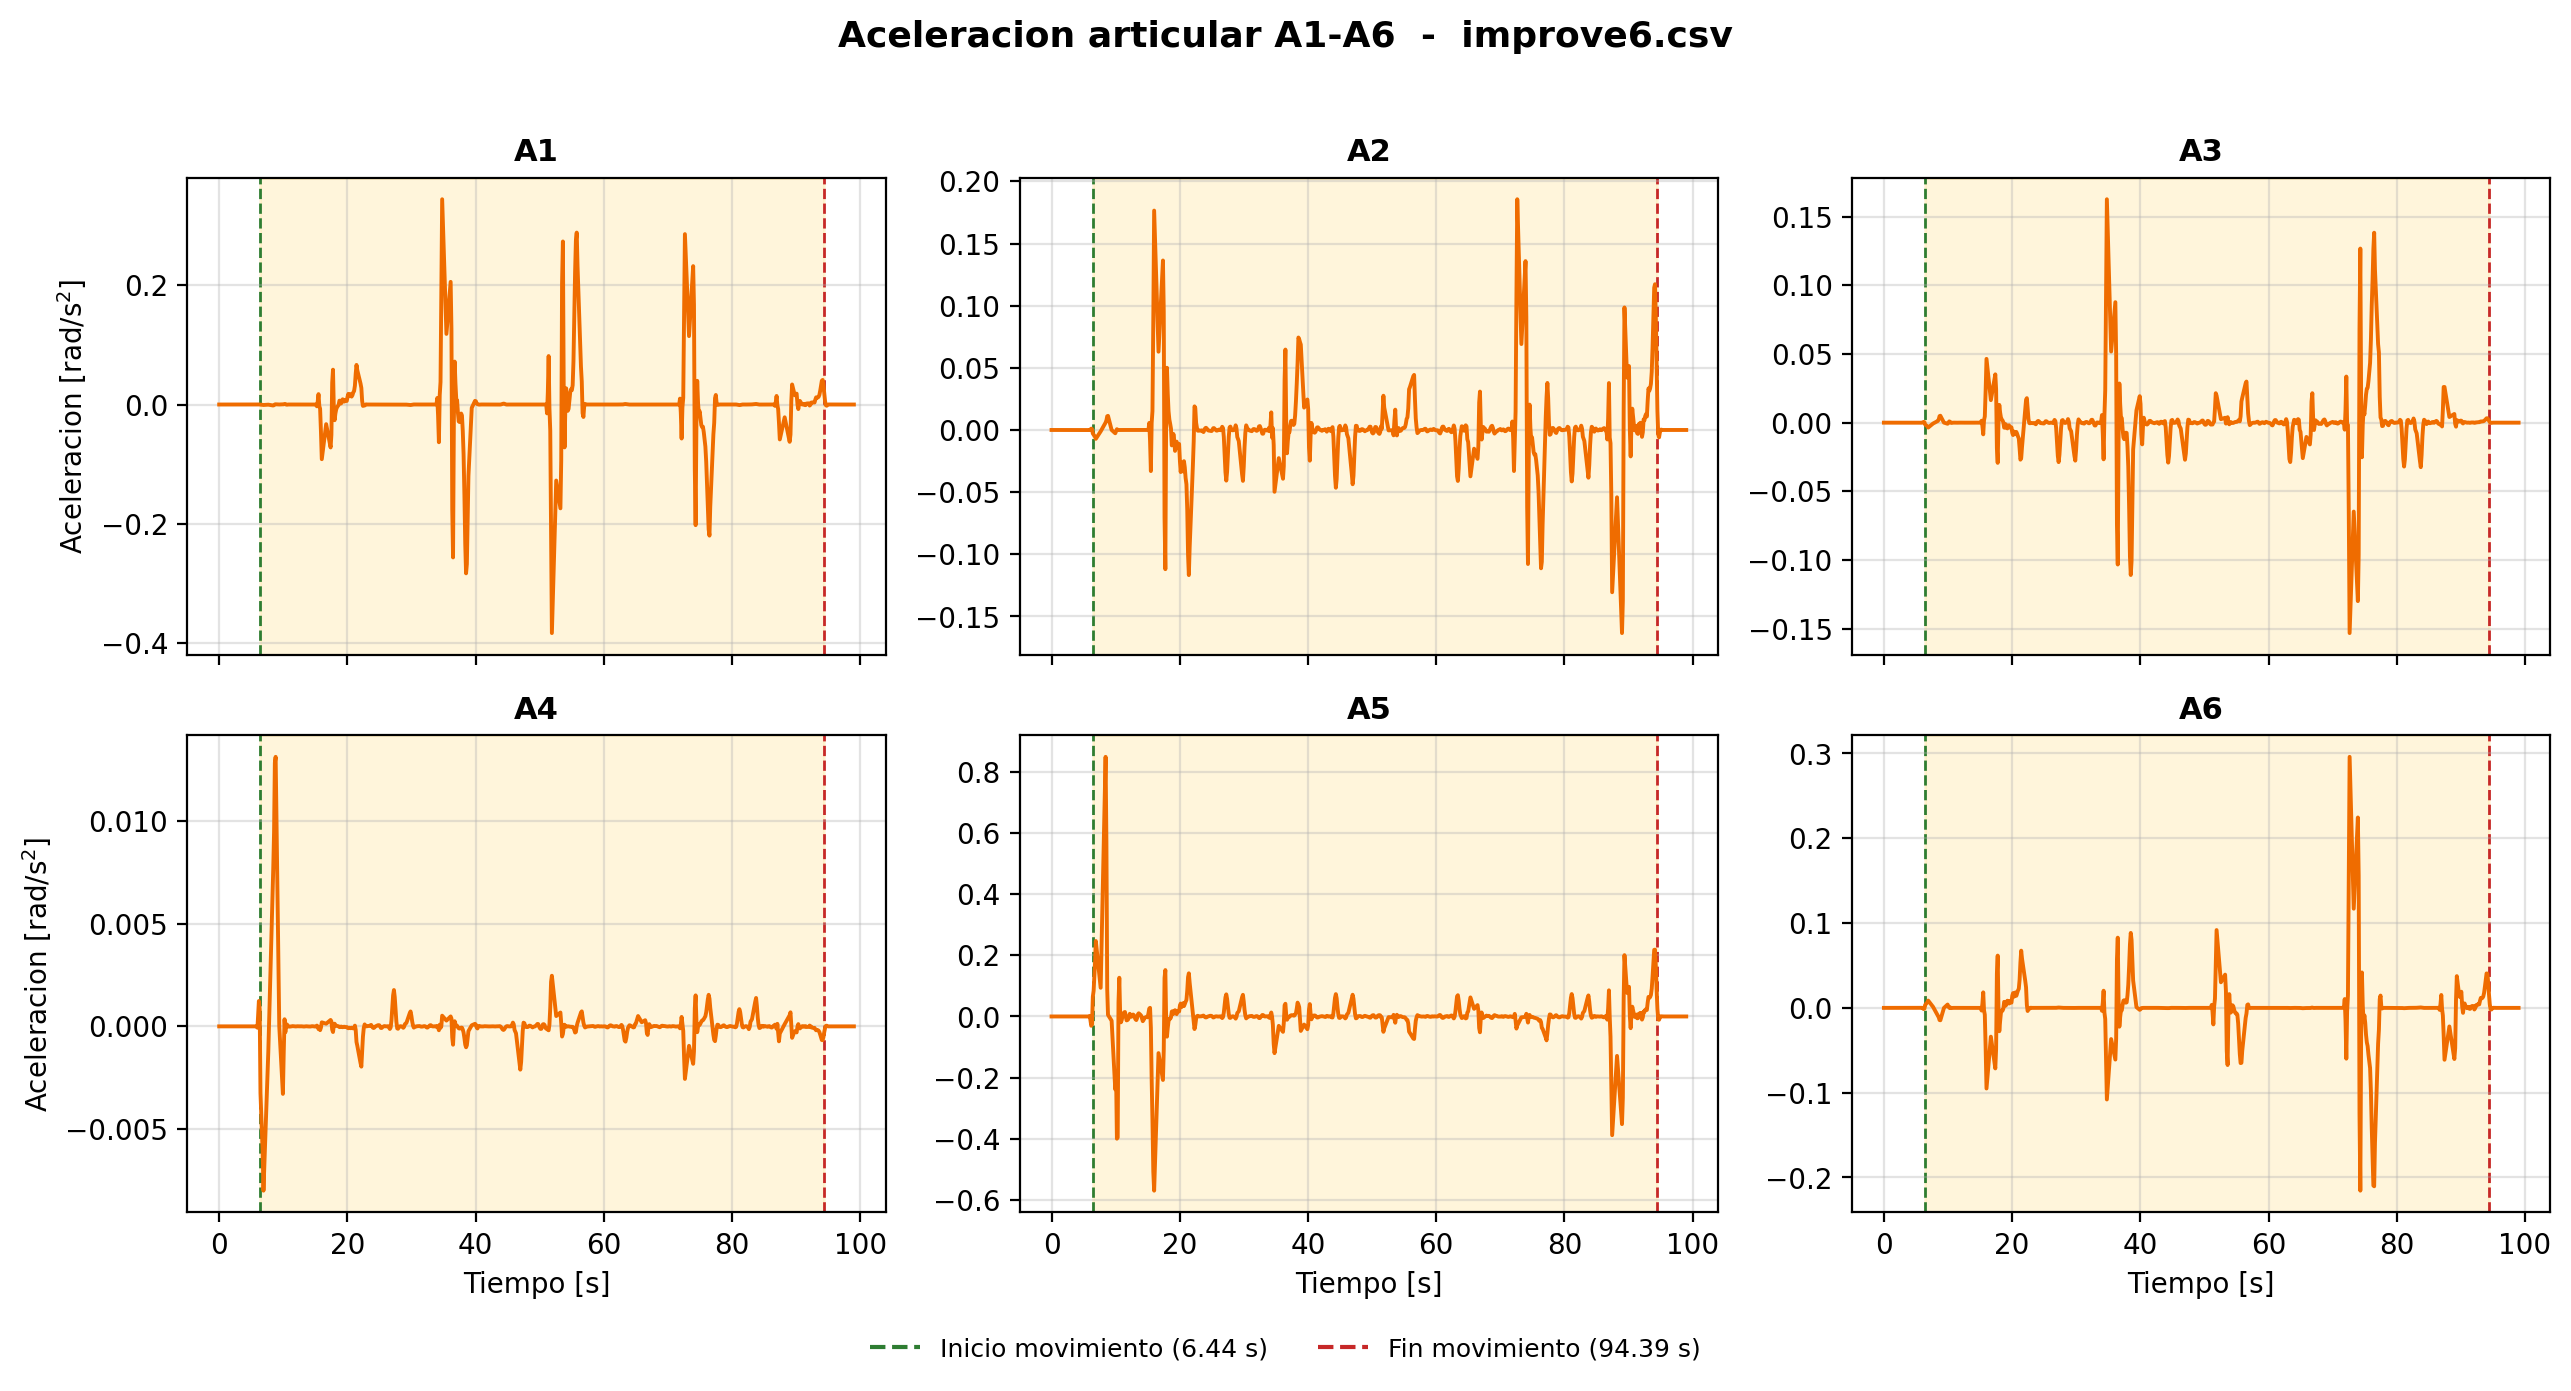 Aceleracion articular A1-A6 - improve6.csv
A1
A2
A3
Aceleracion [rad/s²]
0.2
0.0
−0.2
−0.4
0.20
0.15
0.10
0.05
0.00
−0.05
−0.10
−0.15
0.15
0.10
0.05
0.00
−0.05
−0.10
−0.15
A4
A5
A6
Aceleracion [rad/s²]
0.010
0.005
0.000
−0.005
0.8
0.6
0.4
0.2
0.0
−0.2
−0.4
−0.6
0.3
0.2
0.1
0.0
−0.1
−0.2
0 20 40 60 80 100
0 20 40 60 80 100
0 20 40 60 80 100
Tiempo [s]
Tiempo [s]
Tiempo [s]
Inicio movimiento (6.44 s)
Fin movimiento (94.39 s)